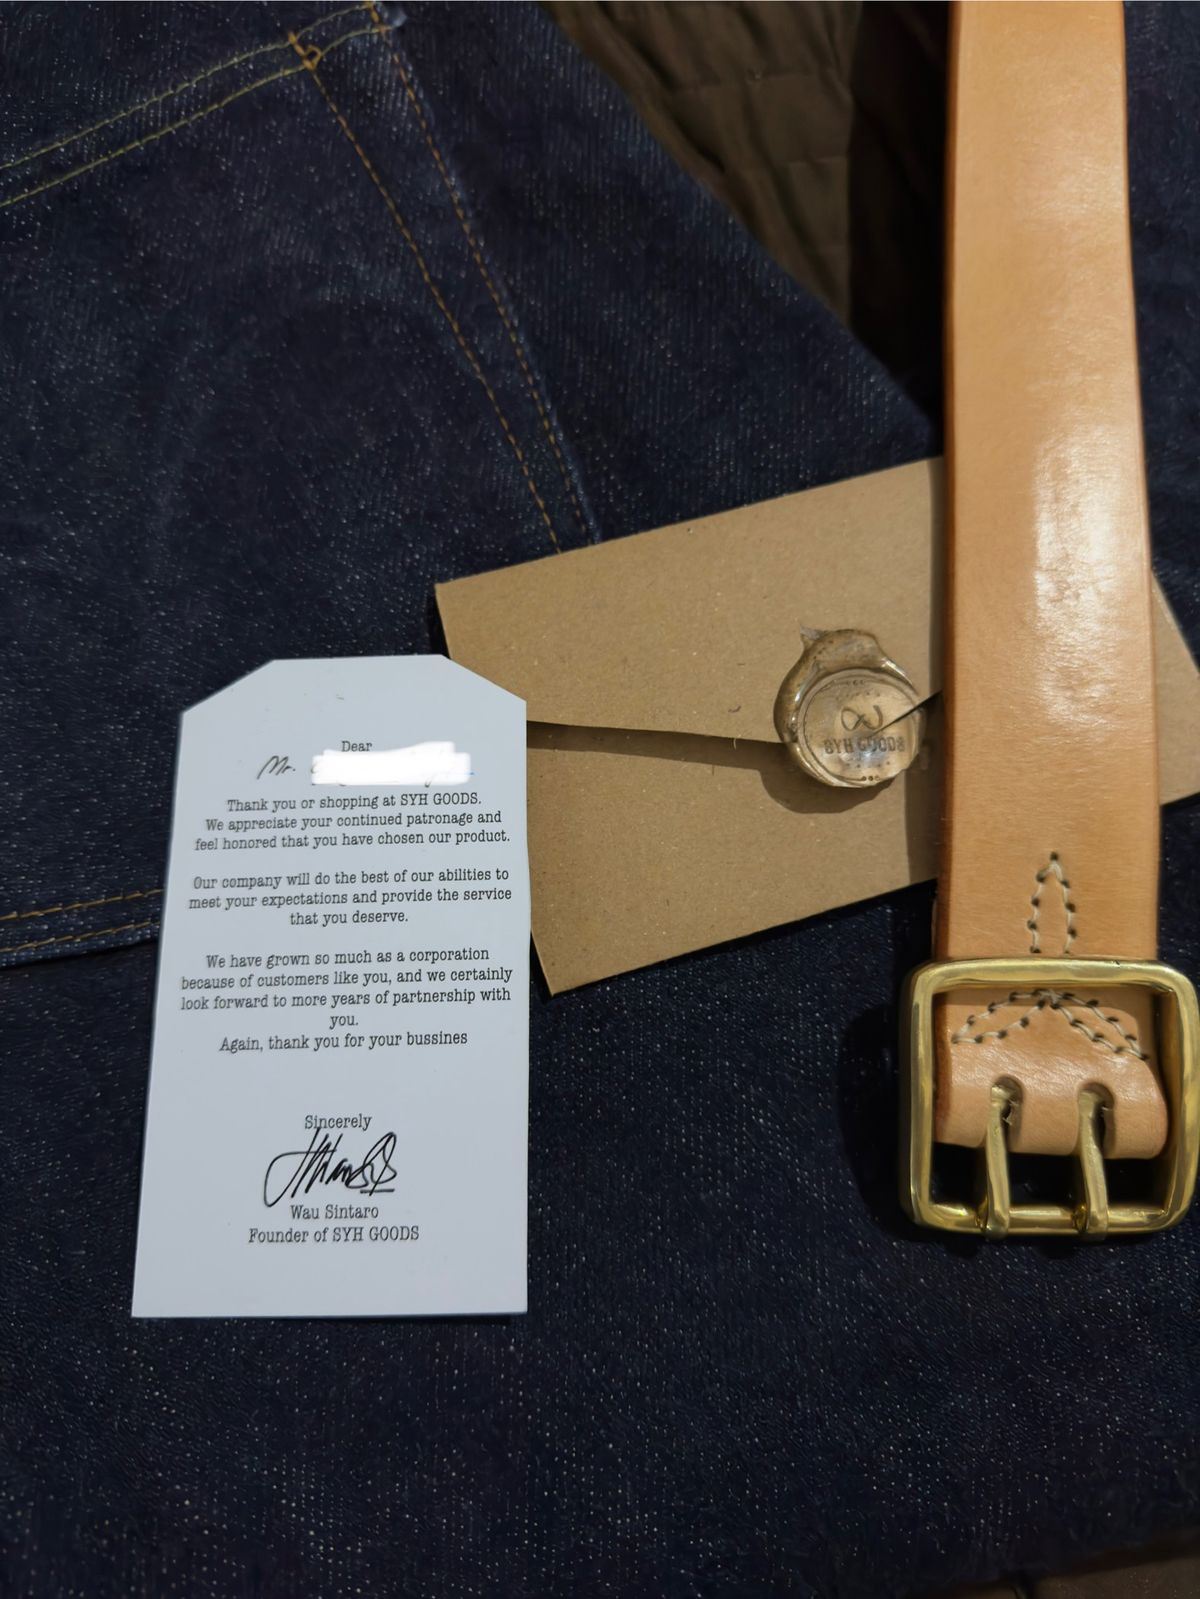 Dear
Mr.
Thank you or shopping at SYH GOODS.
We appreciate your continued patronage and
feel honored that you have chosen our product.
Our company will do the best of our abilities to
meet your expectations and provide the service
that you deserve.
We have grown so much as a corporation
because of customers like you, and we certainly
look forward to more years of partnership with
you.
Again, thank you for your bussines
Sincerely
Wau Sintaro
Founder of SYH GOODS
SYH GOODS